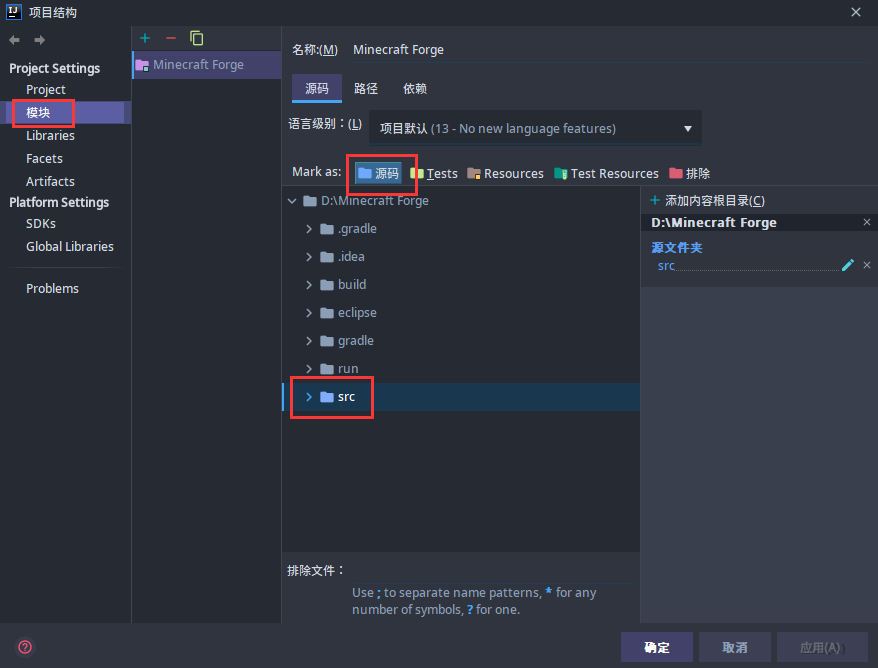 项目结构
Project Settings
Project
模块
Libraries
Facets
Artifacts
Platform Settings
SDKs
Global Libraries
Problems
Minecraft Forge
名称:(M) Minecraft Forge
源码 路径 依赖
语言级别：(L) 项目默认 (13 - No new language features)
Mark as: 源码 Tests Resources Test Resources 排除
D:\Minecraft Forge
.gradle
.idea
build
eclipse
gradle
run
src
排除文件：
Use ; to separate name patterns, * for any
number of symbols, ? for one.
添加内容根目录(C)
D:\Minecraft Forge
源文件夹
src
确定 取消 应用(A)